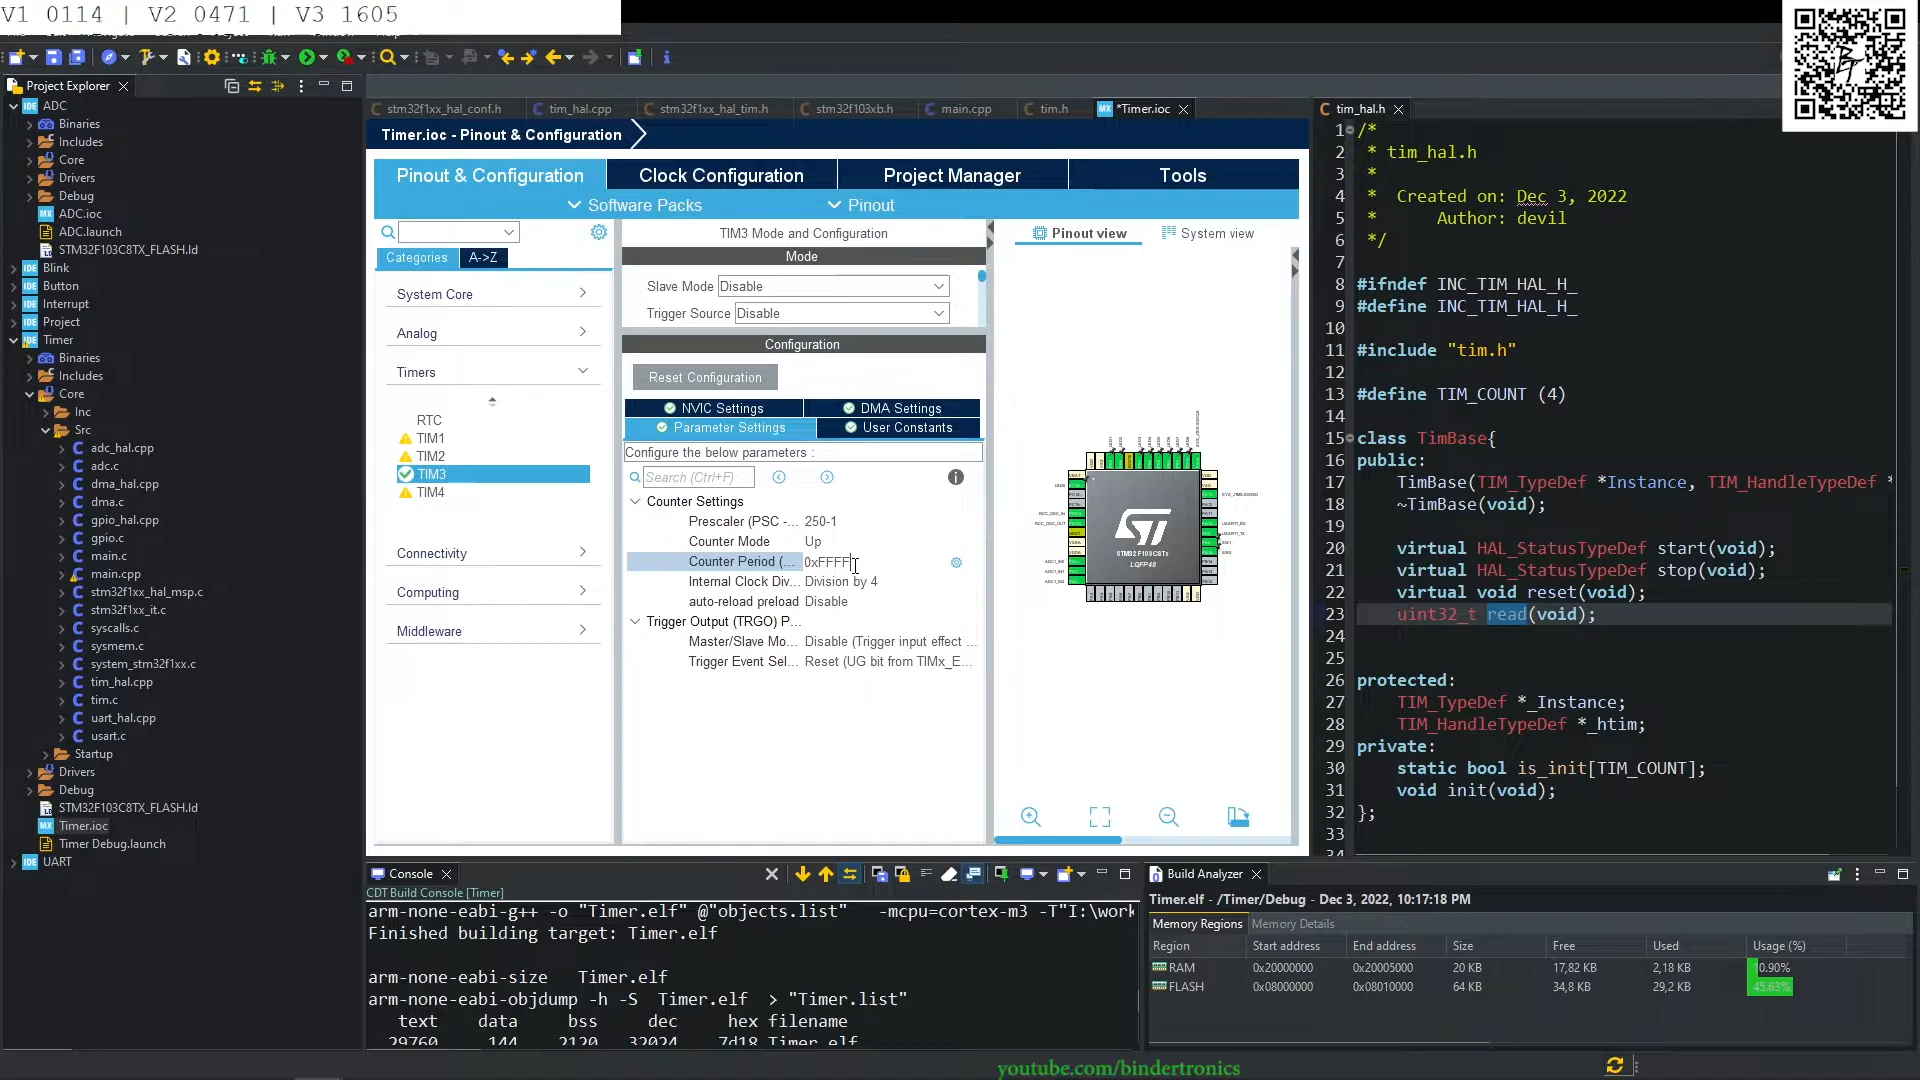 V1 0114 | V2 0471 | V3 1605
Project Explorer
ADC
Binaries
Includes
Core
Drivers
Debug
ADC.ioc
ADC.launch
STM32F103C8TX_FLASH.ld
Blink
Button
Interrupt
Project
Timer
Binaries
Includes
Core
Inc
Src
adc_hal.cpp
adc.c
dma_hal.cpp
dma.c
gpio_hal.cpp
gpio.c
main.c
main.cpp
stm32f1xx_hal_msp.c
stm32f1xx_it.c
syscalls.c
sysmem.c
system_stm32f1xx.c
tim_hal.cpp
tim.c
uart_hal.cpp
usart.c
Startup
Drivers
Debug
STM32F103C8TX_FLASH.ld
Timer.ioc
Timer Debug.launch
UART
stm32f1xx_hal_conf.h tim_hal.cpp stm32f1xx_hal_tim.h stm32f103xb.h main.cpp tim.h *Timer.ioc
Timer.ioc - Pinout & Configuration
Pinout & Configuration Clock Configuration Project Manager Tools
Software Packs Pinout
Categories A->Z
System Core
Analog
Timers
RTC
TIM1
TIM2
TIM3
TIM4
Connectivity
Computing
Middleware
TIM3 Mode and Configuration
Mode
Slave Mode Disable
Trigger Source Disable
Configuration
Reset Configuration
NVIC Settings DMA Settings
Parameter Settings User Constants
Configure the below parameters :
Search (Ctrl+F)
Counter Settings
Prescaler (PSC -... 250-1
Counter Mode Up
Counter Period (... 0xFFFF
Internal Clock Div... Division by 4
auto-reload preload Disable
Trigger Output (TRGO) P...
Master/Slave Mo... Disable (Trigger input effect ...
Trigger Event Sel... Reset (UG bit from TIMx_E...
Pinout view System view
STM32F103C8Tx
LQFP48
tim_hal.h
1 /*
2 * tim_hal.h
3 *
4 * Created on: Dec 3, 2022
5 * Author: devil
6 */
7
8 #ifndef INC_TIM_HAL_H_
9 #define INC_TIM_HAL_H_
10
11 #include "tim.h"
12
13 #define TIM_COUNT (4)
14
15 class TimBase{
16 public:
17 TimBase(TIM_TypeDef *Instance, TIM_HandleTypeDef *
18 ~TimBase(void);
19
20 virtual HAL_StatusTypeDef start(void);
21 virtual HAL_StatusTypeDef stop(void);
22 virtual void reset(void);
23 uint32_t read(void);
24
25
26 protected:
27 TIM_TypeDef *_Instance;
28 TIM_HandleTypeDef *_htim;
29 private:
30 static bool is_init[TIM_COUNT];
31 void init(void);
32 };
33
34
Console
CDT Build Console [Timer]
arm-none-eabi-g++ -o "Timer.elf" @"objects.list" -mcpu=cortex-m3 -T"I:\work
Finished building target: Timer.elf
arm-none-eabi-size Timer.elf
arm-none-eabi-objdump -h -S Timer.elf > "Timer.list"
text data bss dec hex filename
29760 144 2120 32024 7d18 Timer.elf
Build Analyzer
Timer.elf - /Timer/Debug - Dec 3, 2022, 10:17:18 PM
Memory Regions Memory Details
Region Start address End address Size Free Used Usage (%)
RAM 0x20000000 0x20005000 20 KB 17,82 KB 2,18 KB 10.90%
FLASH 0x08000000 0x08010000 64 KB 34,8 KB 29,2 KB 45.63%
youtube.com/bindertronics